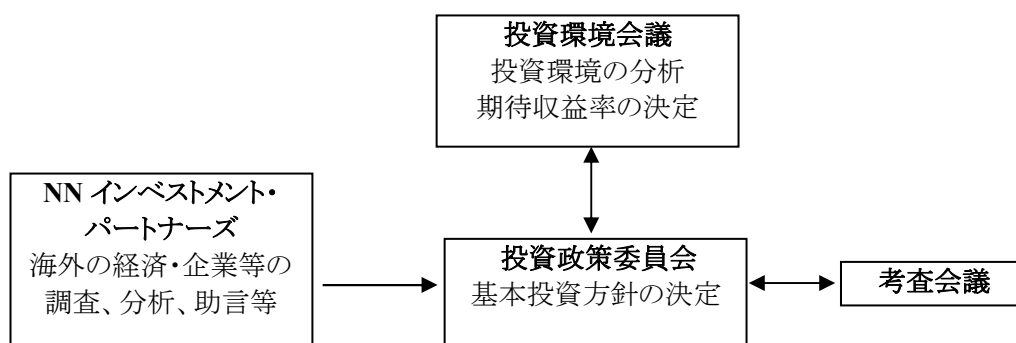 投資環境会議
投資環境の分析
期待収益率の決定
NN インベストメント・
パートナーズ
海外の経済・企業等の
調査、分析、助言等
投資政策委員会
基本投資方針の決定
考査会議